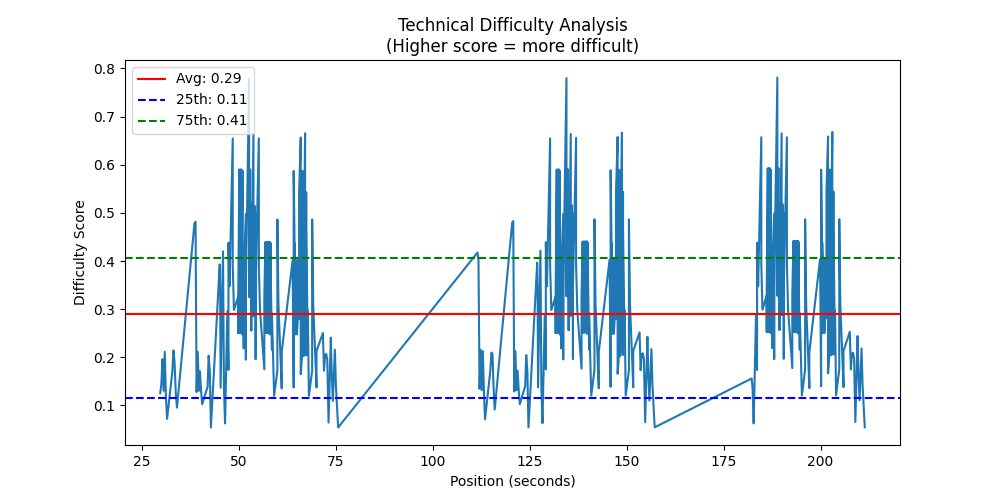 Technical Difficulty Analysis
(Higher score = more difficult)
Avg: 0.29
25th: 0.11
75th: 0.41
Difficulty Score
0.8
0.7
0.6
0.5
0.4
0.3
0.2
0.1
25
50
75
100
125
150
175
200
Position (seconds)